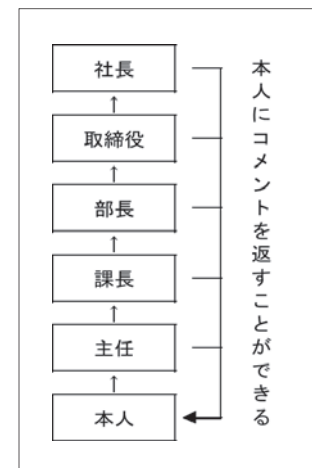 社長
取締役
部長
課長
主任
本人
本人にコメントを返すことができる